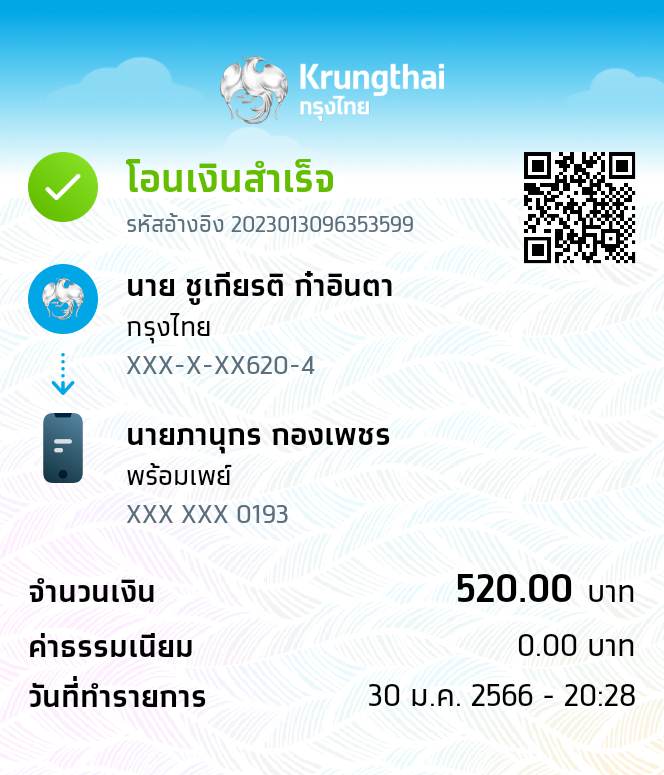 Krungthai
กรุงไทย
โอนเงินสำเร็จ
รหัสอ้างอิง 2023013096353599
นาย ชูเกียรติ ก๋าอินตา
กรุงไทย
XXX-X-XX620-4
นายภานุกร กองเพชร
พร้อมเพย์
XXX XXX 0193
จำนวนเงิน 520.00 บาท
ค่าธรรมเนียม 0.00 บาท
วันที่ทำรายการ 30 ม.ค. 2566 - 20:28